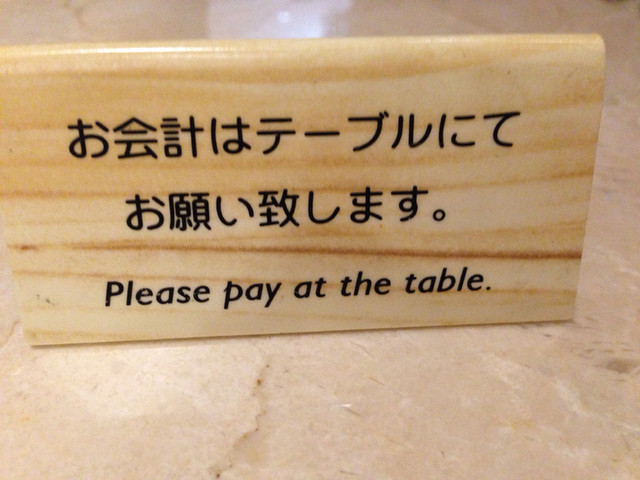 お会計はテーブルにて
お願い致します。
Please pay at the table.